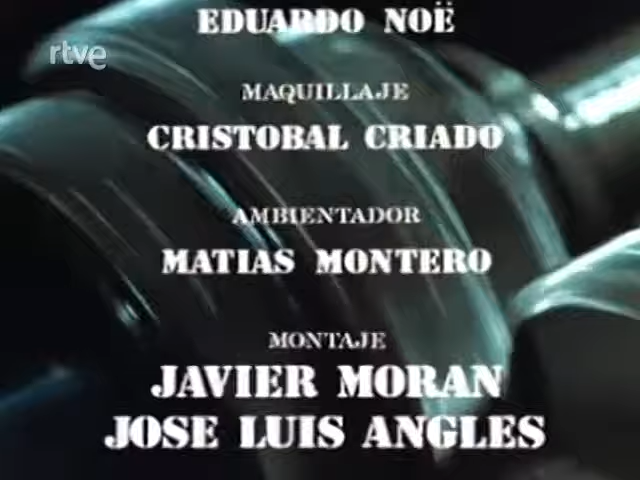 EDUARDO NOË
rtve
MAQUILLAJE
CRISTOBAL CRIADO
AMBIENTADOR
MATIAS MONTERO
MONTAJE
JAVIER MORAN
JOSE LUIS ANGLES